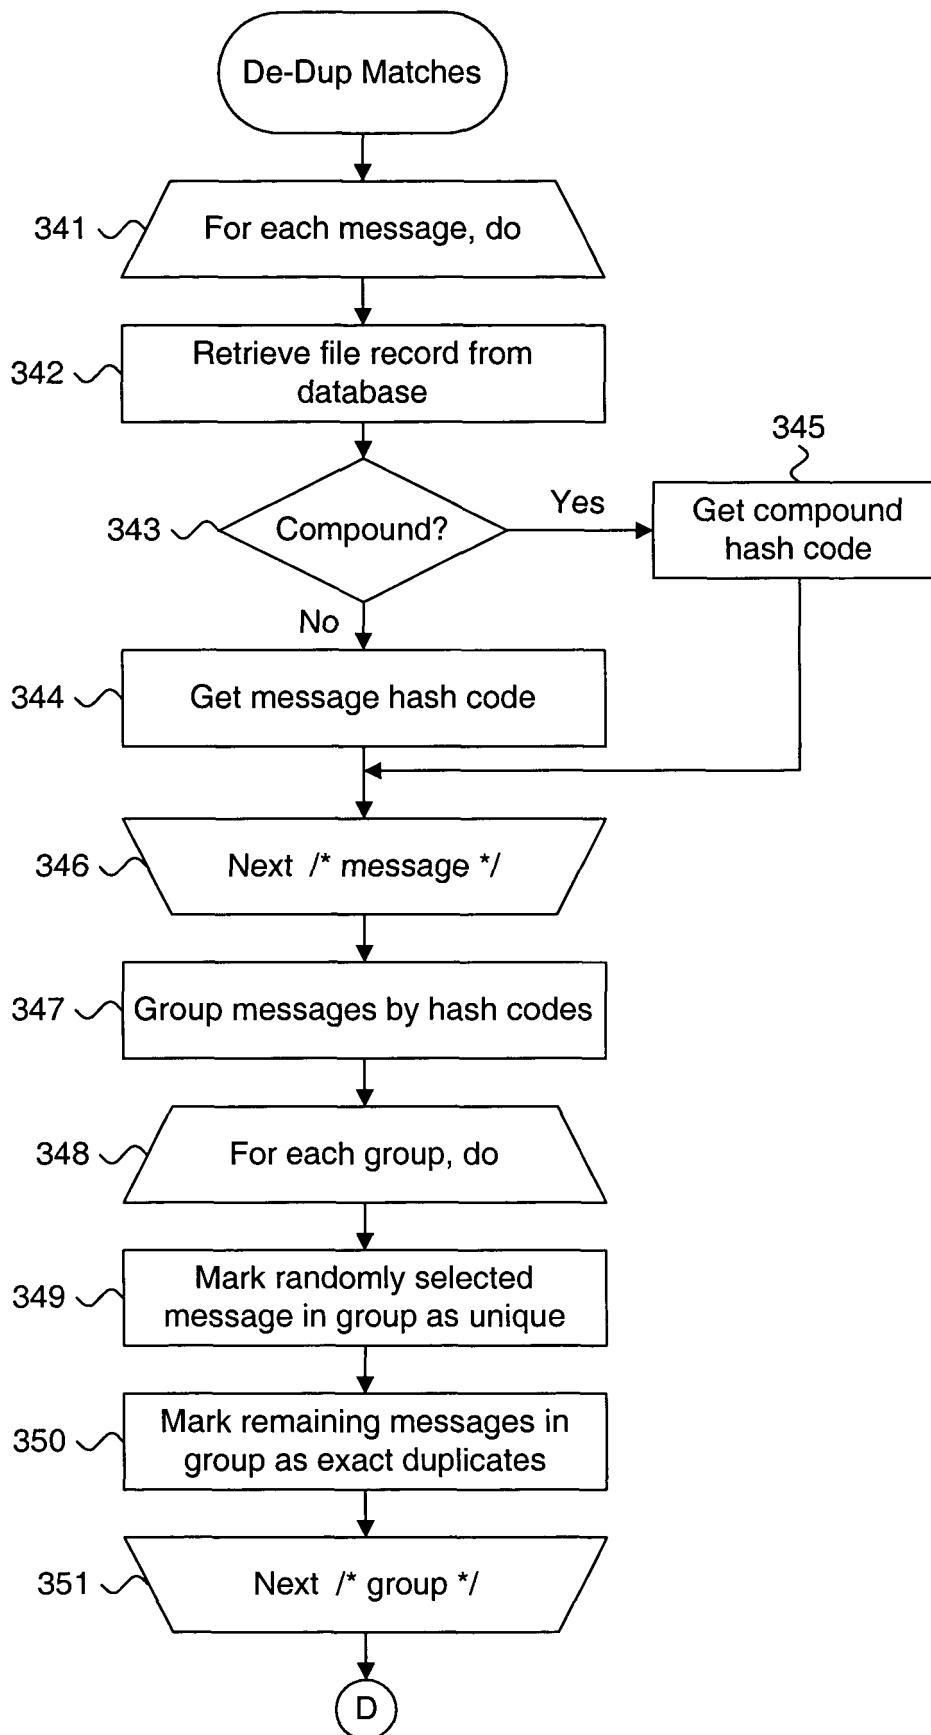 De-Dup Matches
341
For each message, do
342
Retrieve file record from
database
343
Compound?
Yes
345
Get compound
hash code
No
344
Get message hash code
346
Next /* message */
347
Group messages by hash codes
348
For each group, do
349
Mark randomly selected
message in group as unique
350
Mark remaining messages in
group as exact duplicates
351
Next /* group */
D